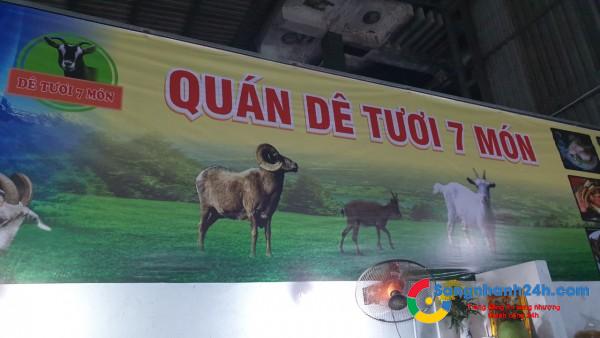 DÊ TƯƠI 7 MÓN
QUÁN DÊ TƯƠI 7 MÓN
Sangnhanh24h.com